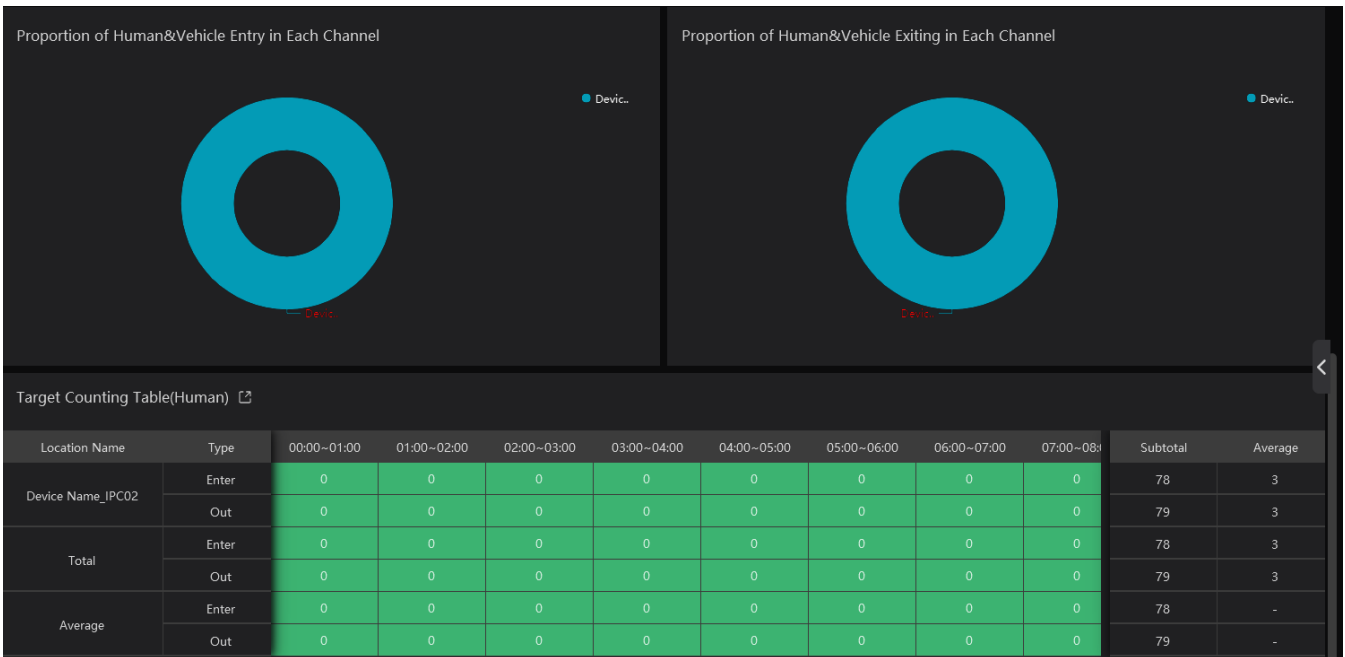 Proportion of Human&Vehicle Entry in Each Channel
Devic..
Devic..
Proportion of Human&Vehicle Exiting in Each Channel
Devic..
Devic..
Target Counting Table(Human)
Location Name Type 00:00~01:00 01:00~02:00 02:00~03:00 03:00~04:00 04:00~05:00 05:00~06:00 06:00~07:00 07:00~08: Subtotal Average
Device Name_IPC02
Enter 0 0 0 0 0 0 0 0 78 3
Out 0 0 0 0 0 0 0 0 79 3
Total
Enter 0 0 0 0 0 0 0 0 78 3
Out 0 0 0 0 0 0 0 0 79 3
Average
Enter 0 0 0 0 0 0 0 0 78 -
Out 0 0 0 0 0 0 0 0 79 -